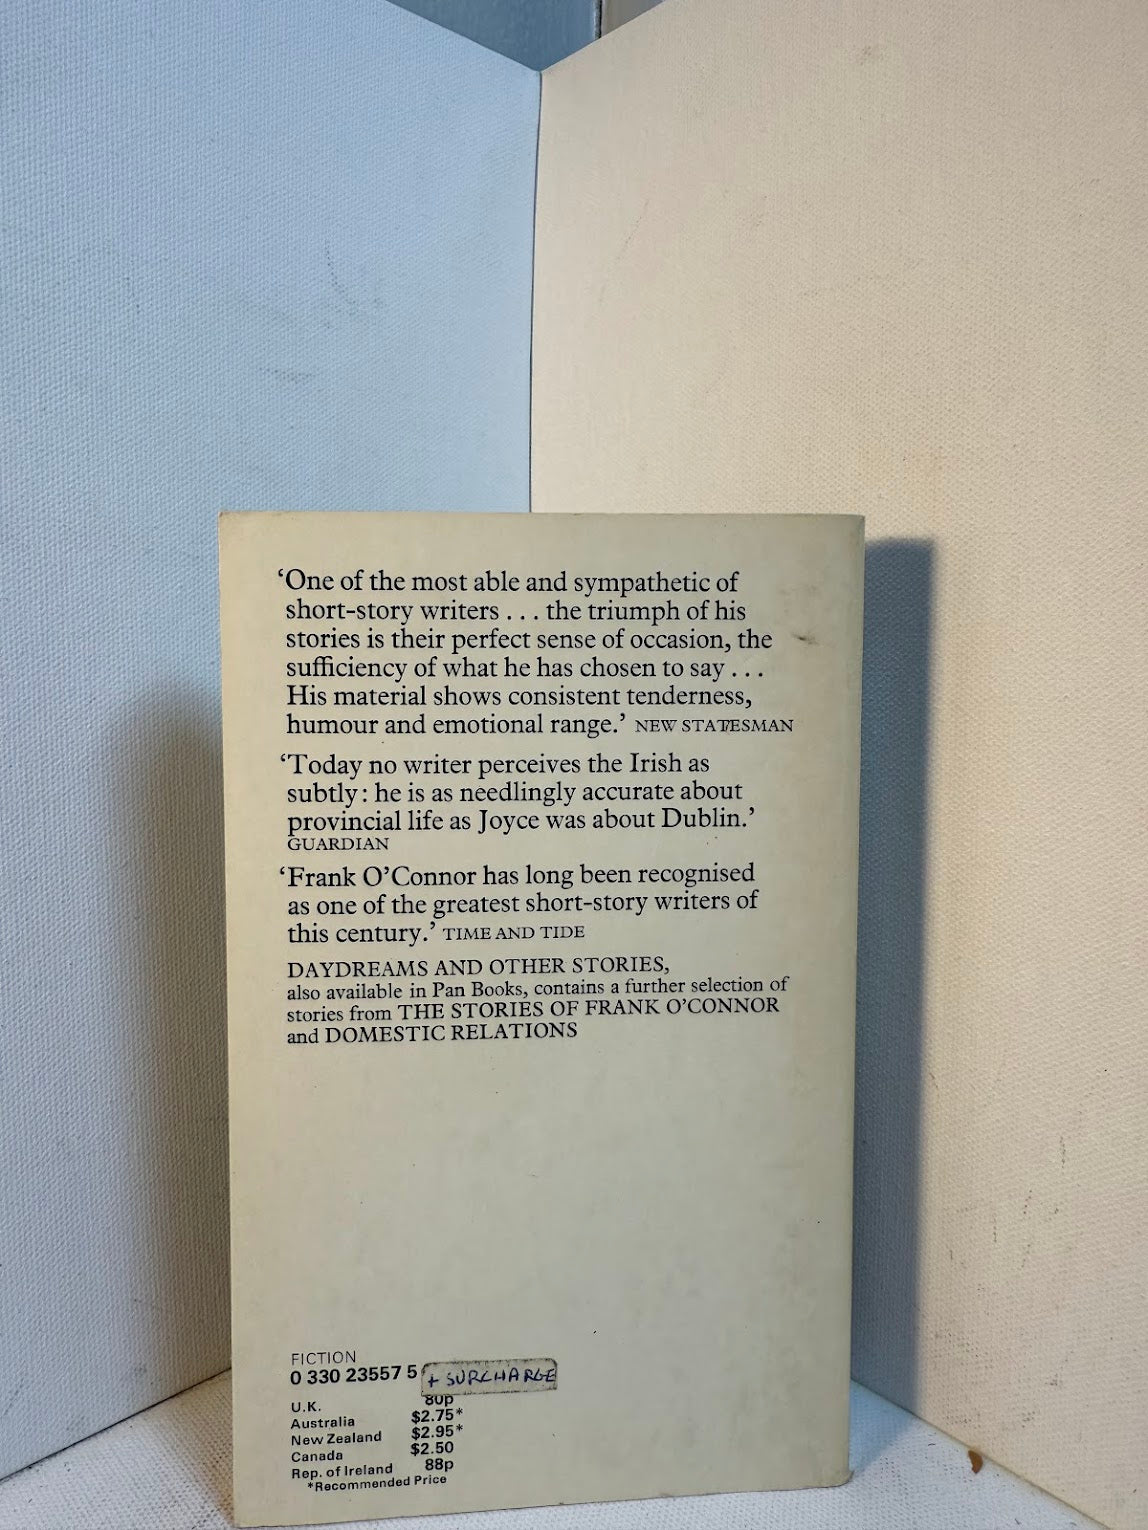 ‘One of the most able and sympathetic of
short-story writers . . . the triumph of his
stories is their perfect sense of occasion, the
sufficiency of what he has chosen to say . . .
His material shows consistent tenderness,
humour and emotional range.’ NEW STATESMAN
‘Today no writer perceives the Irish as
subtly: he is as needlingly accurate about
provincial life as Joyce was about Dublin.’
GUARDIAN
‘Frank O’Connor has long been recognised
as one of the greatest short-story writers of
this century.’ TIME AND TIDE
DAYDREAMS AND OTHER STORIES,
also available in Pan Books, contains a further selection of
stories from THE STORIES OF FRANK O’CONNOR
and DOMESTIC RELATIONS
FICTION
0 330 23557 5 + SURCHARGE
U.K. 80p
Australia $2.75*
New Zealand $2.95*
Canada $2.50
Rep. of Ireland 88p
*Recommended Price